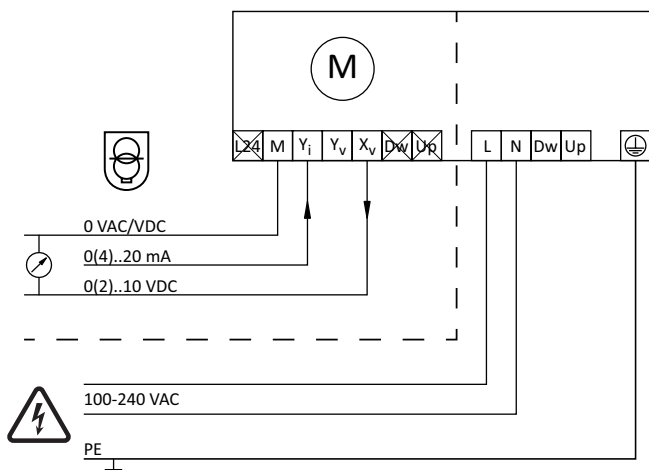 M
L24 M Yi Yv Xv Dw Up L N Dw Up
0 VAC/VDC
0(4)..20 mA
0(2)..10 VDC
100-240 VAC
PE